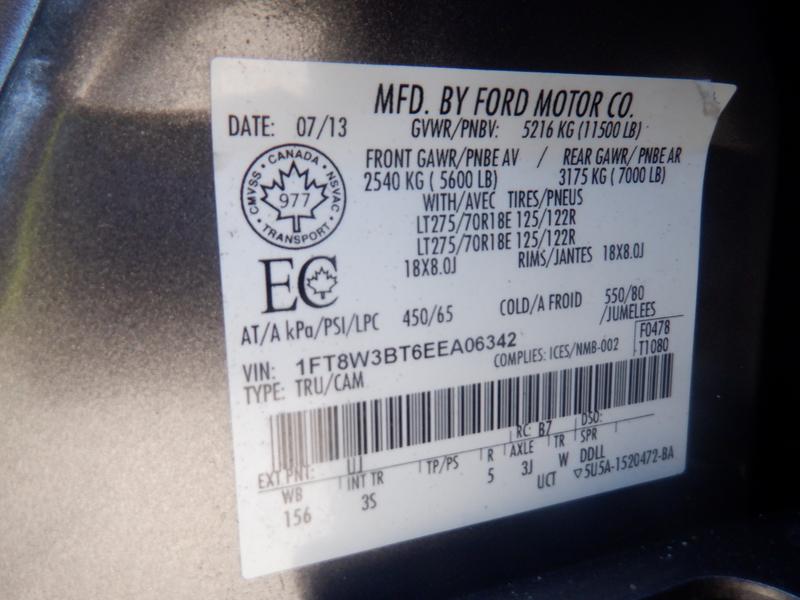 MFD. BY FORD MOTOR CO.
DATE: 07/13
GVWR/PNBV: 5216 KG (11500 LB)
FRONT GAWR/PNBE AV / REAR GAWR/ PNBE AR
2540 KG ( 5600 LB) 3175 KG ( 7000 LB)
WITH/AVEC TIRES/PNEUS
LT275/70R18E 125/122R
LT275/70R18E 125/122R
18X8.0J RIMS/JANTES 18X8.0J
CANADA
CMVSS NSVAC
977
TRANSPORT
EC
AT/A kPa/PSI/LPC 450/65 COLD/A FROID 550/80
/JUMELEES
VIN: 1FT8W3BT6EEA06342
COMPLIES: ICES/NMB-002
F0478
T1080
TYPE: TRU/CAM
RC: B7 DSO:
EXT PNT: UJ
WB INT TR TP/PS R AXLE TR SPR
156 3S 5 3J W DDLL
UCT ▽5U5A-1520472-BA